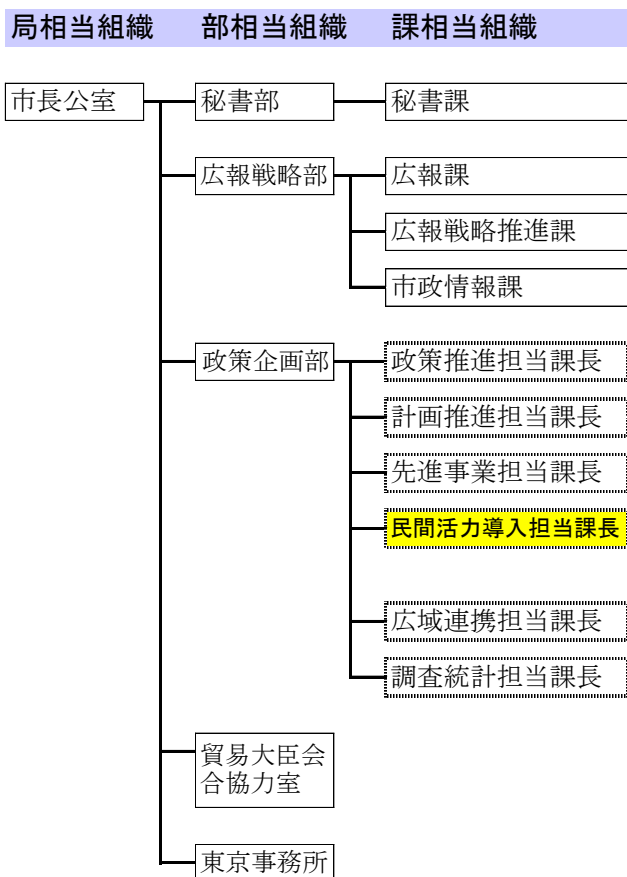 局相当組織 部相当組織 課相当組織
市長公室 秘書部 秘書課
広報戦略部 広報課
広報戦略推進課
市政情報課
政策企画部 政策推進担当課長
計画推進担当課長
先進事業担当課長
民間活力導入担当課長
広域連携担当課長
調査統計担当課長
貿易大臣会
合協力室
東京事務所